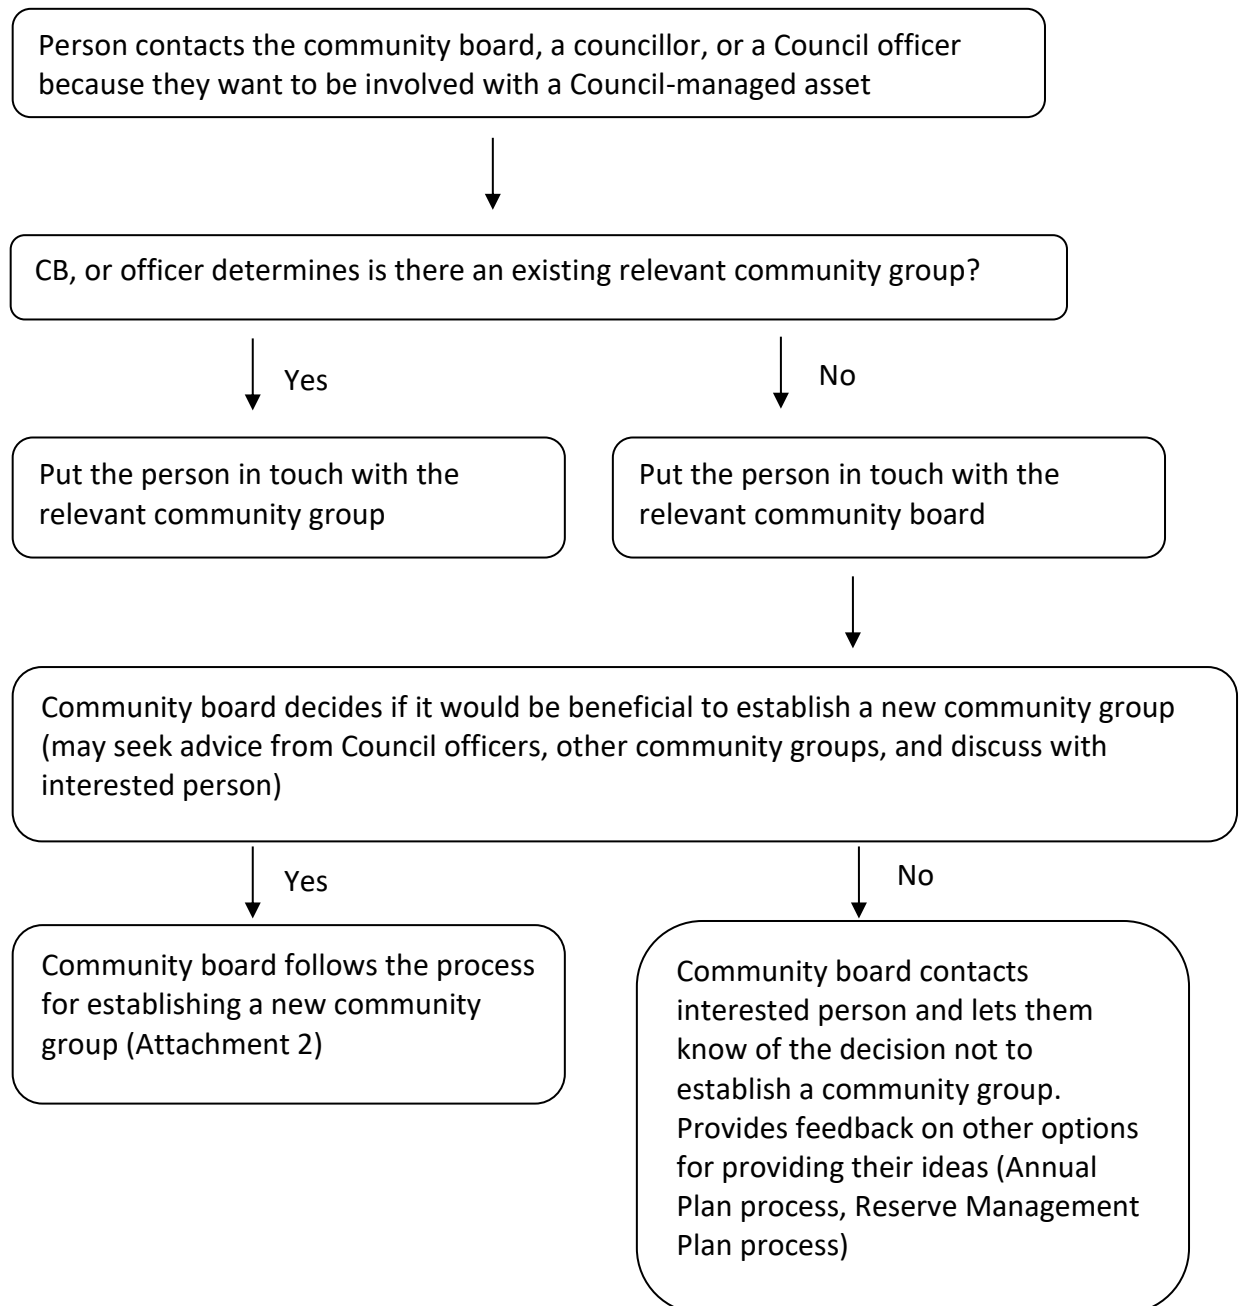 Person contacts the community board, a councillor, or a Council officer
because they want to be involved with a Council-managed asset
CB, or officer determines is there an existing relevant community group?
Yes
No
Put the person in touch with the
relevant community group
Put the person in touch with the
relevant community board
Community board decides if it would be beneficial to establish a new community group
(may seek advice from Council officers, other community groups, and discuss with
interested person)
Yes
No
Community board follows the process
for establishing a new community
group (Attachment 2)
Community board contacts
interested person and lets them
know of the decision not to
establish a community group.
Provides feedback on other options
for providing their ideas (Annual
Plan process, Reserve Management
Plan process)